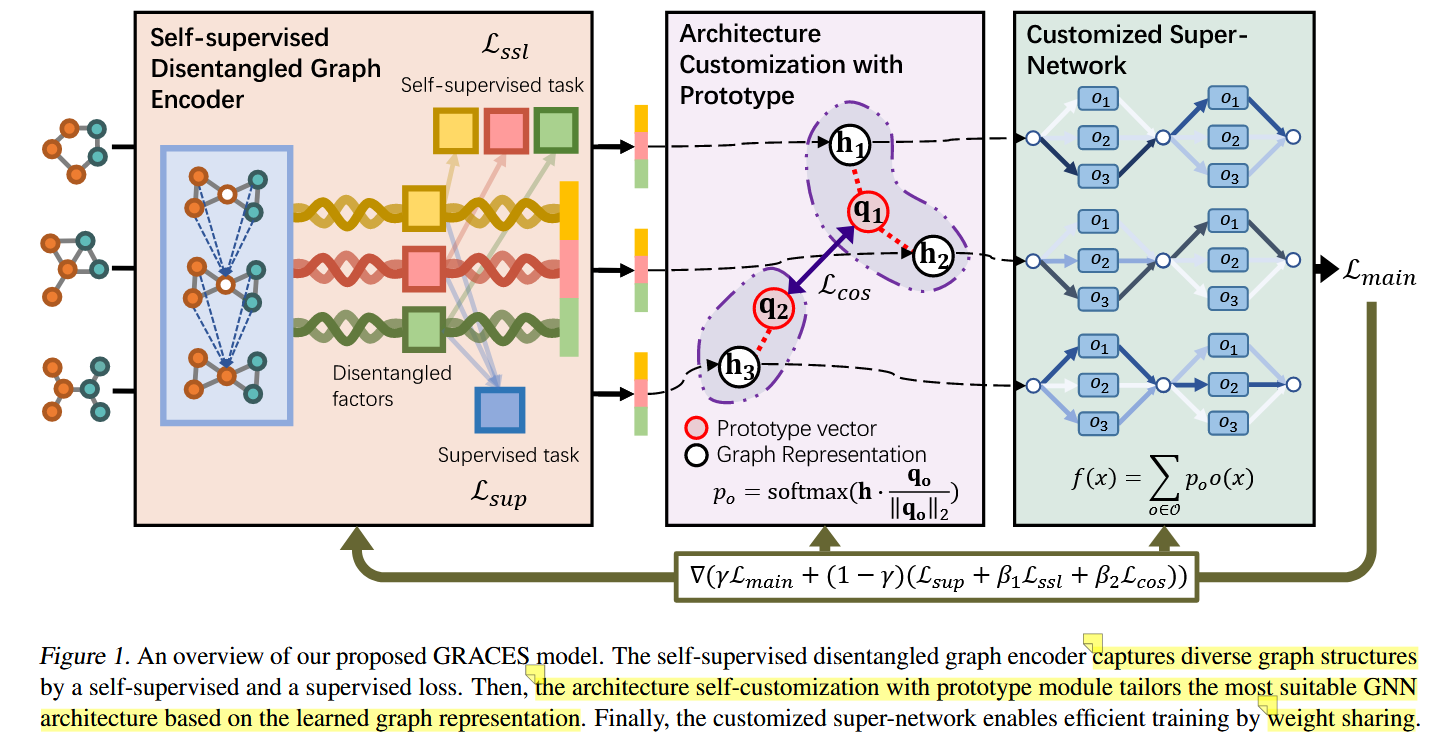 Self-supervised
Disentangled Graph
Encoder
ℒ_ssl
Self-supervised task
Disentangled
factors
Supervised task
ℒ_sup
Architecture
Customization with
Prototype
h₁
q₁
h₂
ℒ_cos
q₂
h₃
Prototype vector
Graph Representation
p_o = softmax(h · q_o / ‖q_o‖₂)
Customized Super-
Network
o₁ o₁
o₂ o₂
o₃ o₃
o₁ o₁
o₂ o₂
o₃ o₃
o₁ o₁
o₂ o₂
o₃ o₃
f(x) = ∑_{o∈𝒪} p_o o(x)
ℒ_main
∇(γℒ_main + (1 − γ)(ℒ_sup + β₁ℒ_ssl + β₂ℒ_cos))
Figure 1. An overview of our proposed GRACES model. The self-supervised disentangled graph encoder captures diverse graph structures
by a self-supervised and a supervised loss. Then, the architecture self-customization with prototype module tailors the most suitable GNN
architecture based on the learned graph representation. Finally, the customized super-network enables efficient training by weight sharing.